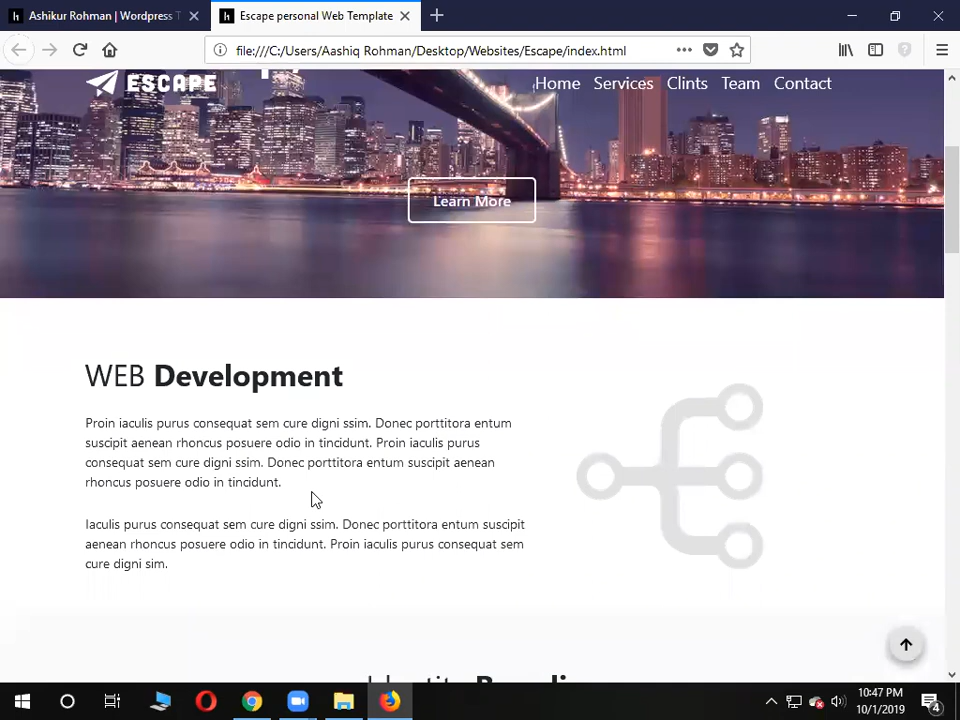 Ashikur Rohman | Wordpress T
Escape personal Web Template
file:///C:/Users/Aashiq Rohman/Desktop/Websites/Escape/index.html
ESCAPE
Home Services Clints Team Contact
Learn More
WEB Development
Proin iaculis purus consequat sem cure digni ssim. Donec porttitora entum
suscipit aenean rhoncus posuere odio in tincidunt. Proin iaculis purus
consequat sem cure digni ssim. Donec porttitora entum suscipit aenean
rhoncus posuere odio in tincidunt.
Iaculis purus consequat sem cure digni ssim. Donec porttitora entum suscipit
aenean rhoncus posuere odio in tincidunt. Proin iaculis purus consequat sem
cure digni sim.
10:47 PM
10/1/2019
4